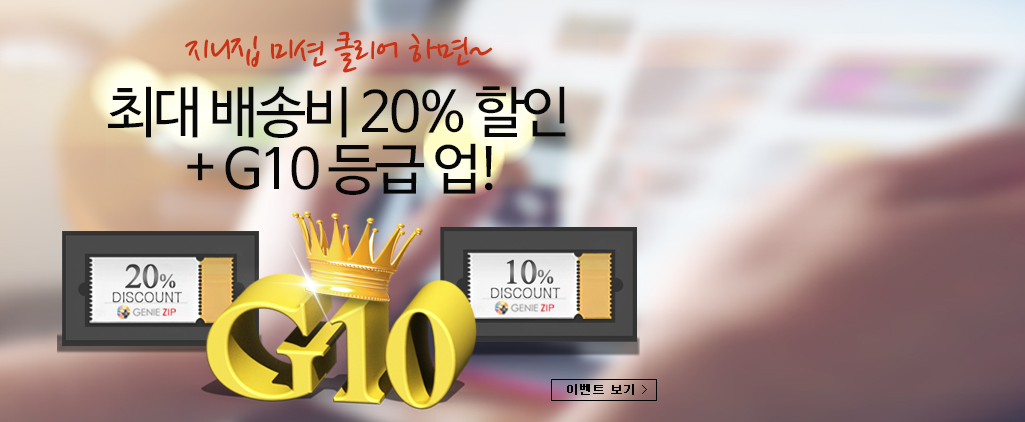 지니집 미션 클리어 하면~
최대 배송비 20% 할인
+ G10 등급 업!
20%
DISCOUNT
GENIE ZIP
G10
10%
DISCOUNT
GENIE ZIP
이벤트 보기 >